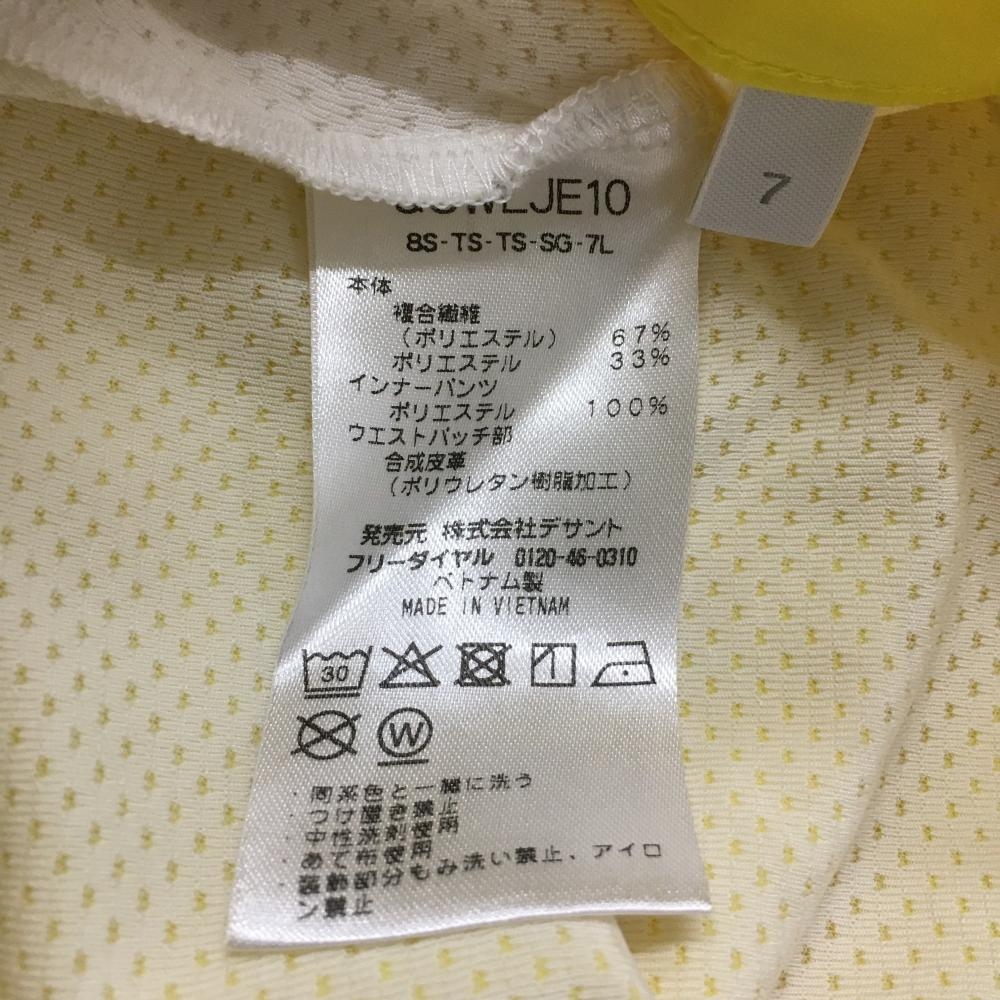 JE10
7
8S-TS-TS-SG-7L
本体
複合繊維
(ポリエステル) 67%
ポリエステル 33%
インナーパンツ
ポリエステル 100%
ウエストパッチ部
合成皮革
(ポリウレタン樹脂加工)
発売元 株式会社デサント
フリーダイヤル 0120-46-0310
ベトナム製
MADE IN VIETNAM
30
W
・同系色と一緒に洗う
・つけ置き禁止
・中性洗剤使用
・あて布使用
・装飾部分もみ洗い禁止、アイロ
ン禁止